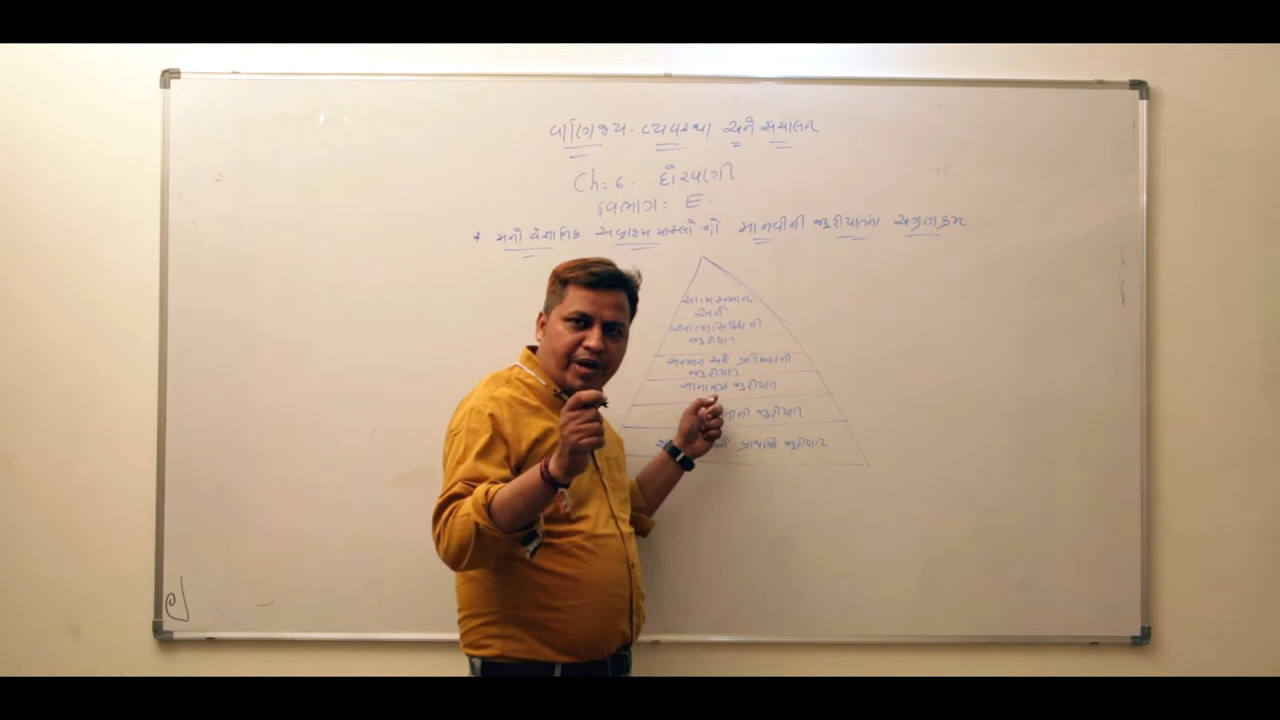 વાણિજ્ય-વ્યવસ્થા અને સંચાલન
Ch: 6. દોરવણી
વિભાગ: E.
* મનોવૈજ્ઞાનિક અબ્રાહમ માસ્લોનો માનવીની જરૂરીયાતના અગ્રતાક્રમ
આત્મસન્માન
અને
આત્મસિદ્ધિની
જરૂરીયાત.
સન્માન અને પ્રતિષ્ઠાની
જરૂરીયાત
સામાજીક જરૂરીયાત
જરૂરીયાત
પ્રાથમિક જરૂરીયાત